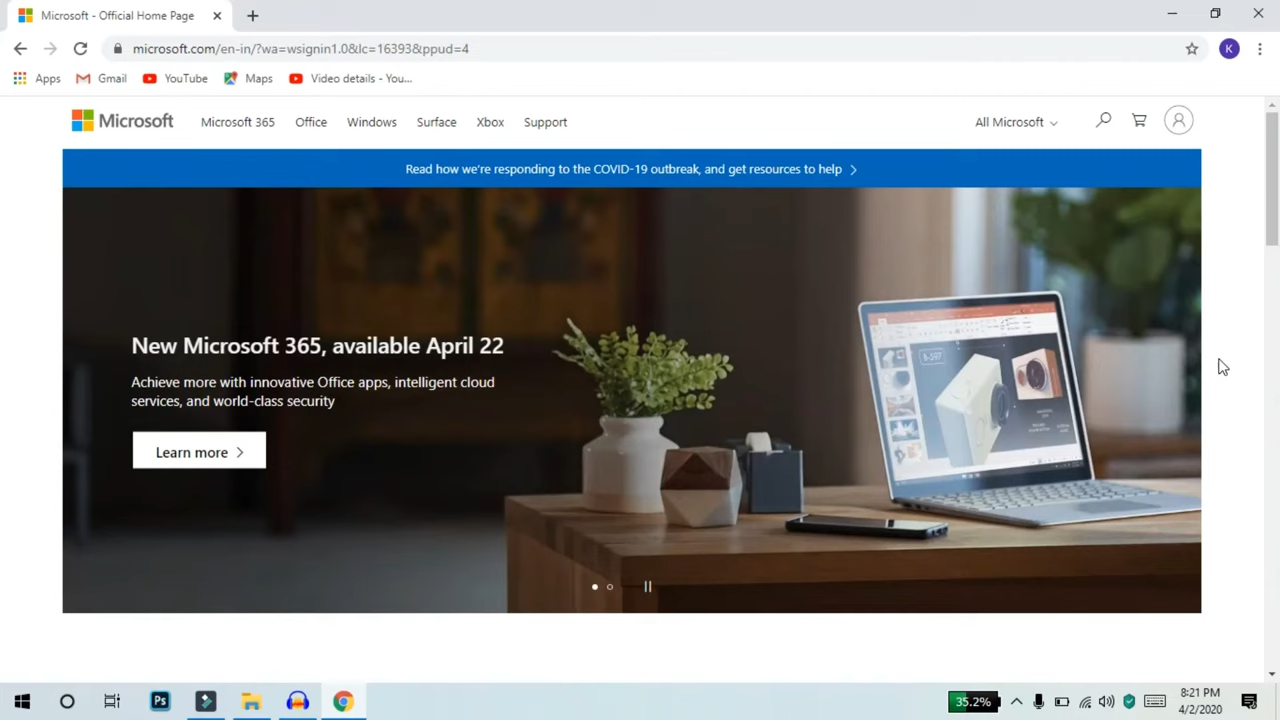 Microsoft - Official Home Page
microsoft.com/en-in/?wa=wsignin1.0&lc=16393&ppud=4
K
Apps
Gmail
YouTube
Maps
Video details - You...
Microsoft
Microsoft 365
Office
Windows
Surface
Xbox
Support
All Microsoft
Read how we're responding to the COVID-19 outbreak, and get resources to help
New Microsoft 365, available April 22
Achieve more with innovative Office apps, intelligent cloud
services, and world-class security
Learn more
Ps
35.2%
8:21 PM
4/2/2020